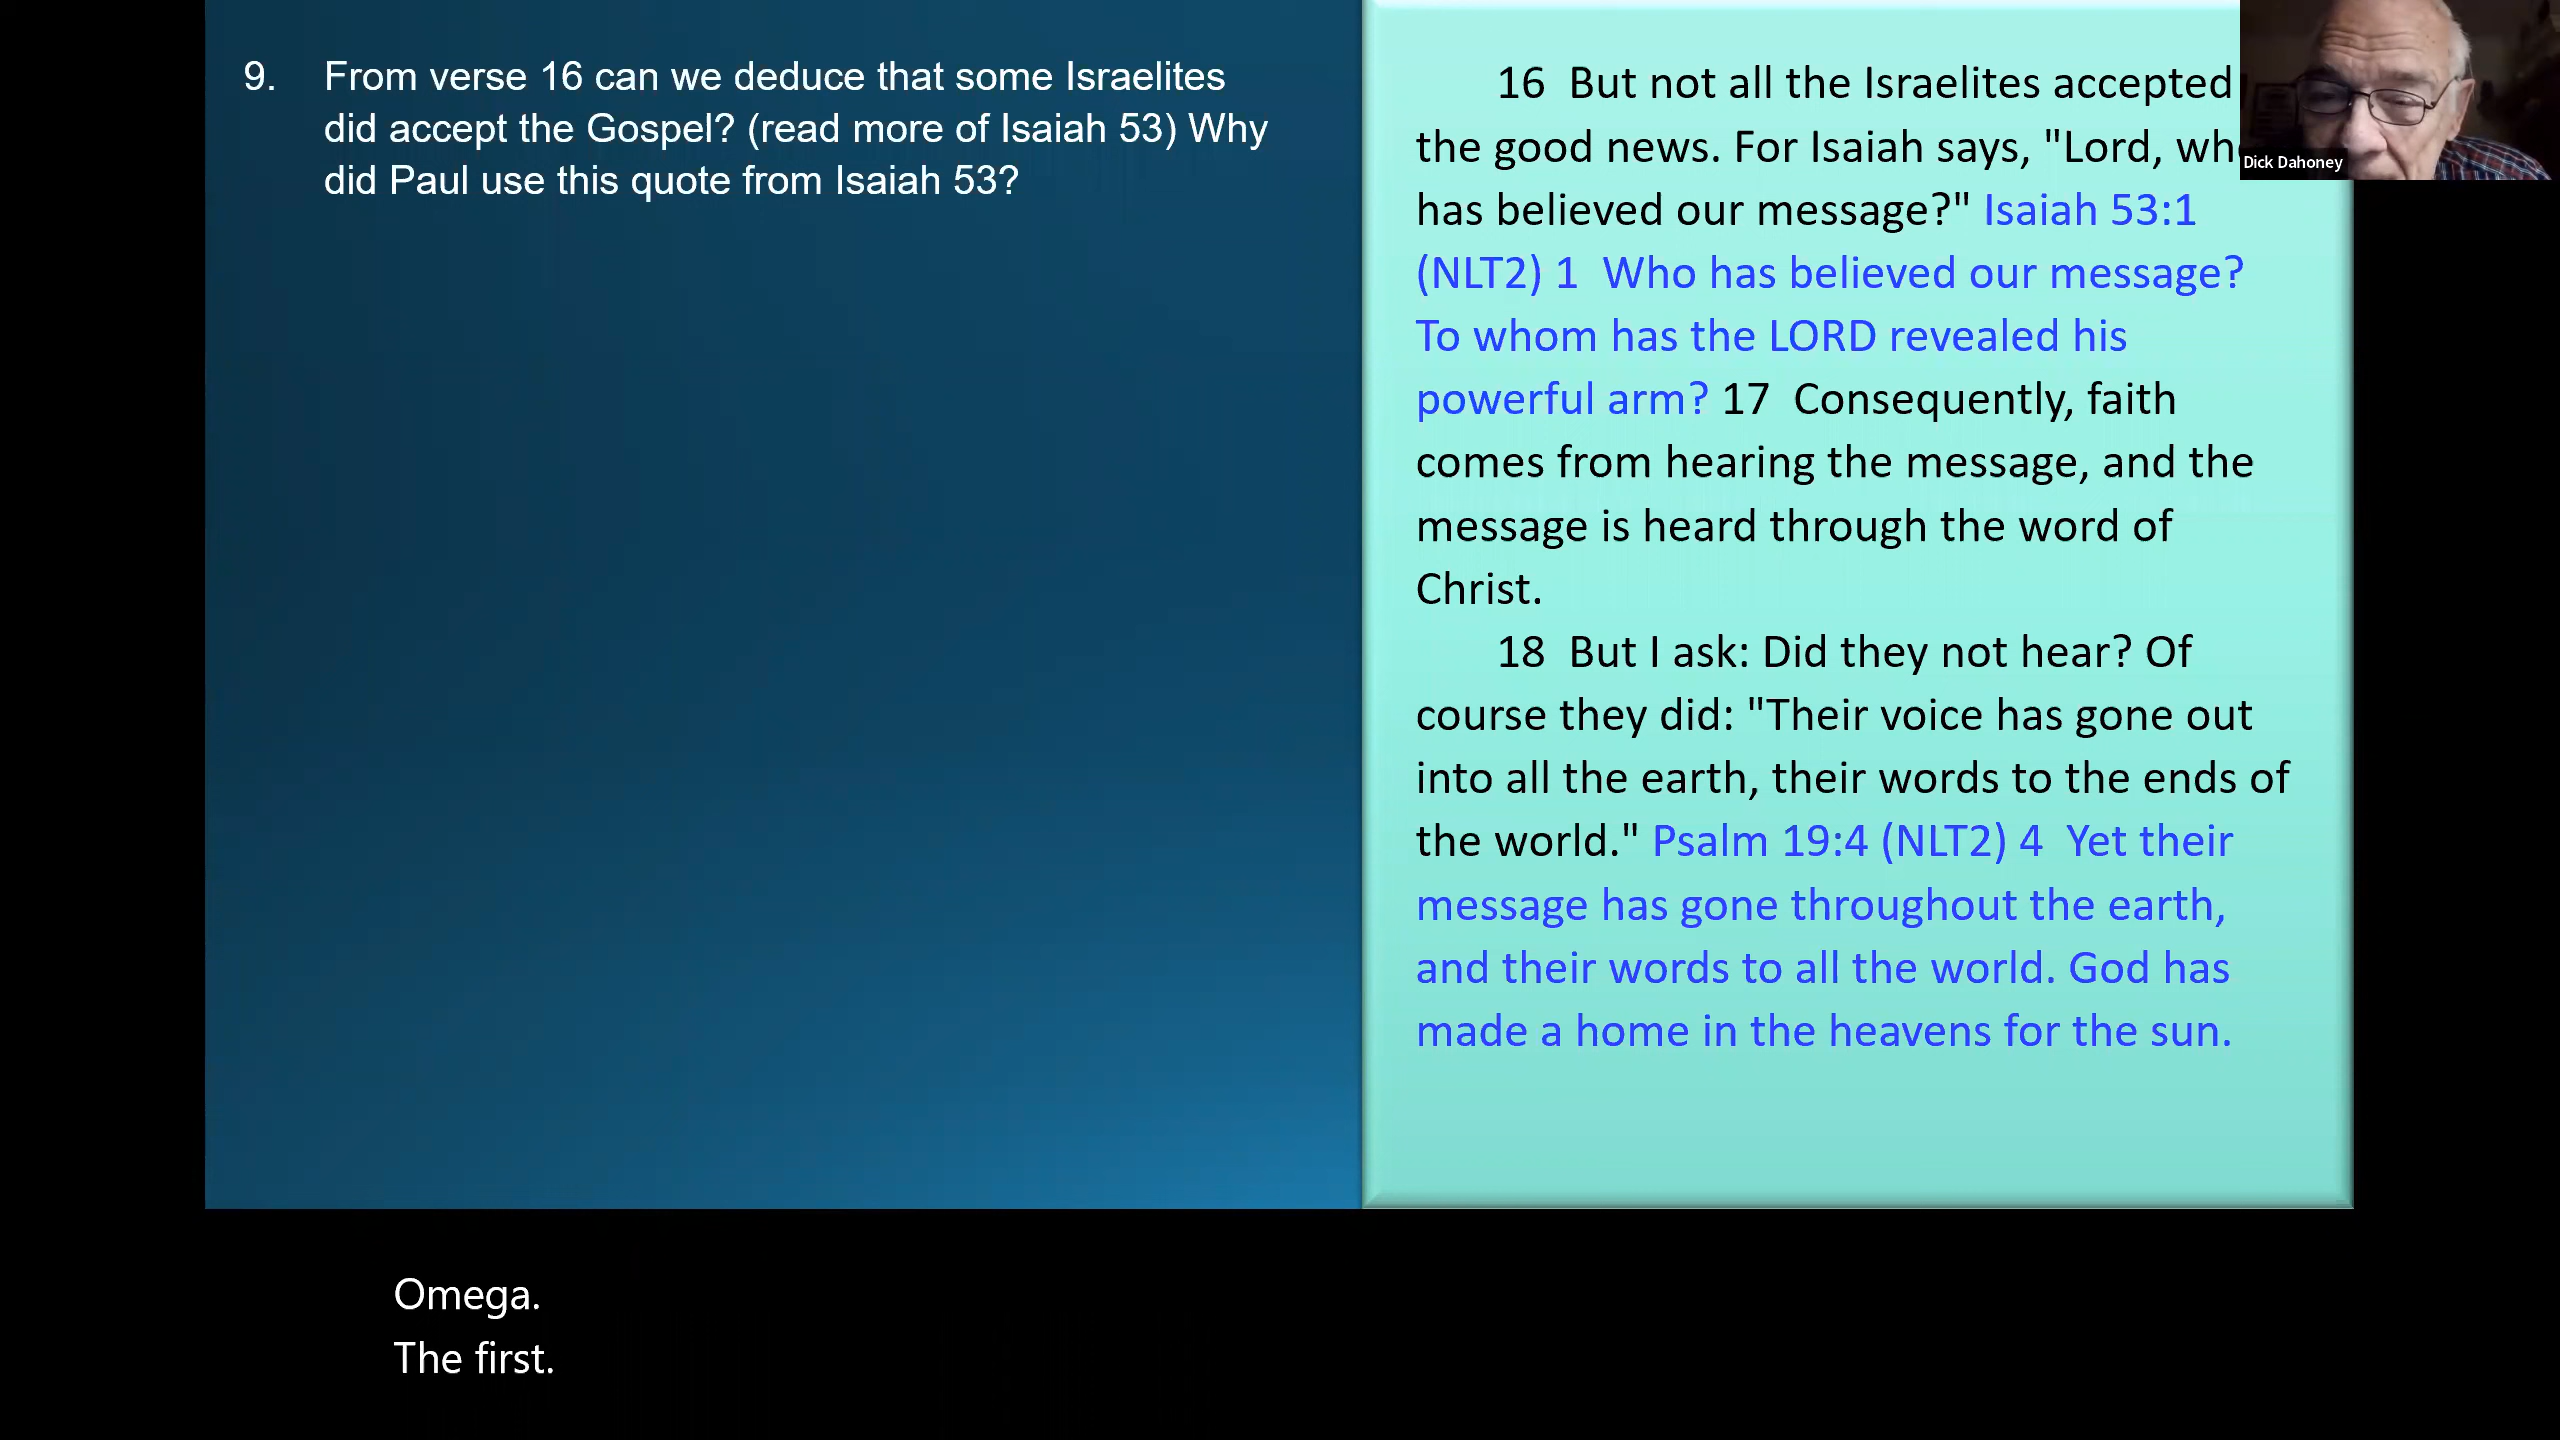 9. From verse 16 can we deduce that some Israelites
did accept the Gospel? (read more of Isaiah 53) Why
did Paul use this quote from Isaiah 53?
16 But not all the Israelites accepted
the good news. For Isaiah says, "Lord,
has believed our message?" Isaiah 53:1
(NLT2) 1 Who has believed our message?
To whom has the LORD revealed his
powerful arm? 17 Consequently, faith
comes from hearing the message, and the
message is heard through the word of
Christ.
18 But I ask: Did they not hear? Of
course they did: "Their voice has gone out
into all the earth, their words to the ends of
the world." Psalm 19:4 (NLT2) 4 Yet their
message has gone throughout the earth,
and their words to all the world. God has
made a home in the heavens for the sun.
Dick Dahoney
Omega.
The first.